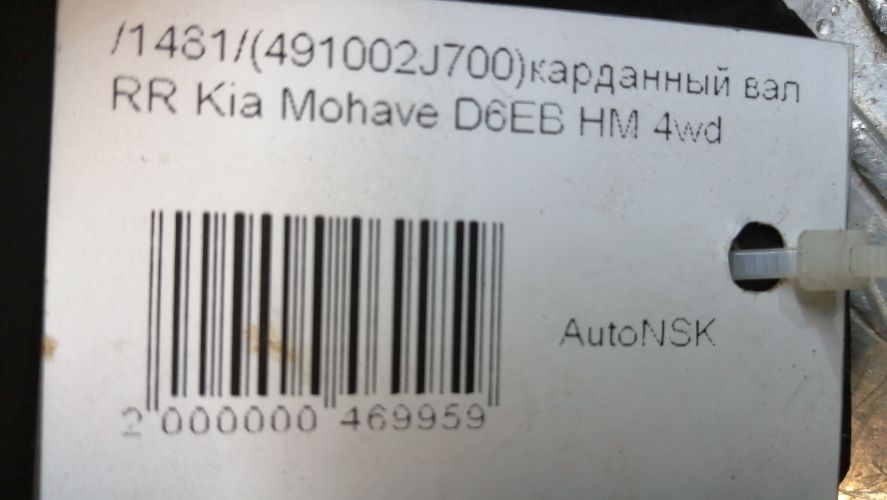 /1481/(491002J700)карданный вал
RR Kia Mohave D6EB HM 4wd
AutoNSK
2 000000 469959